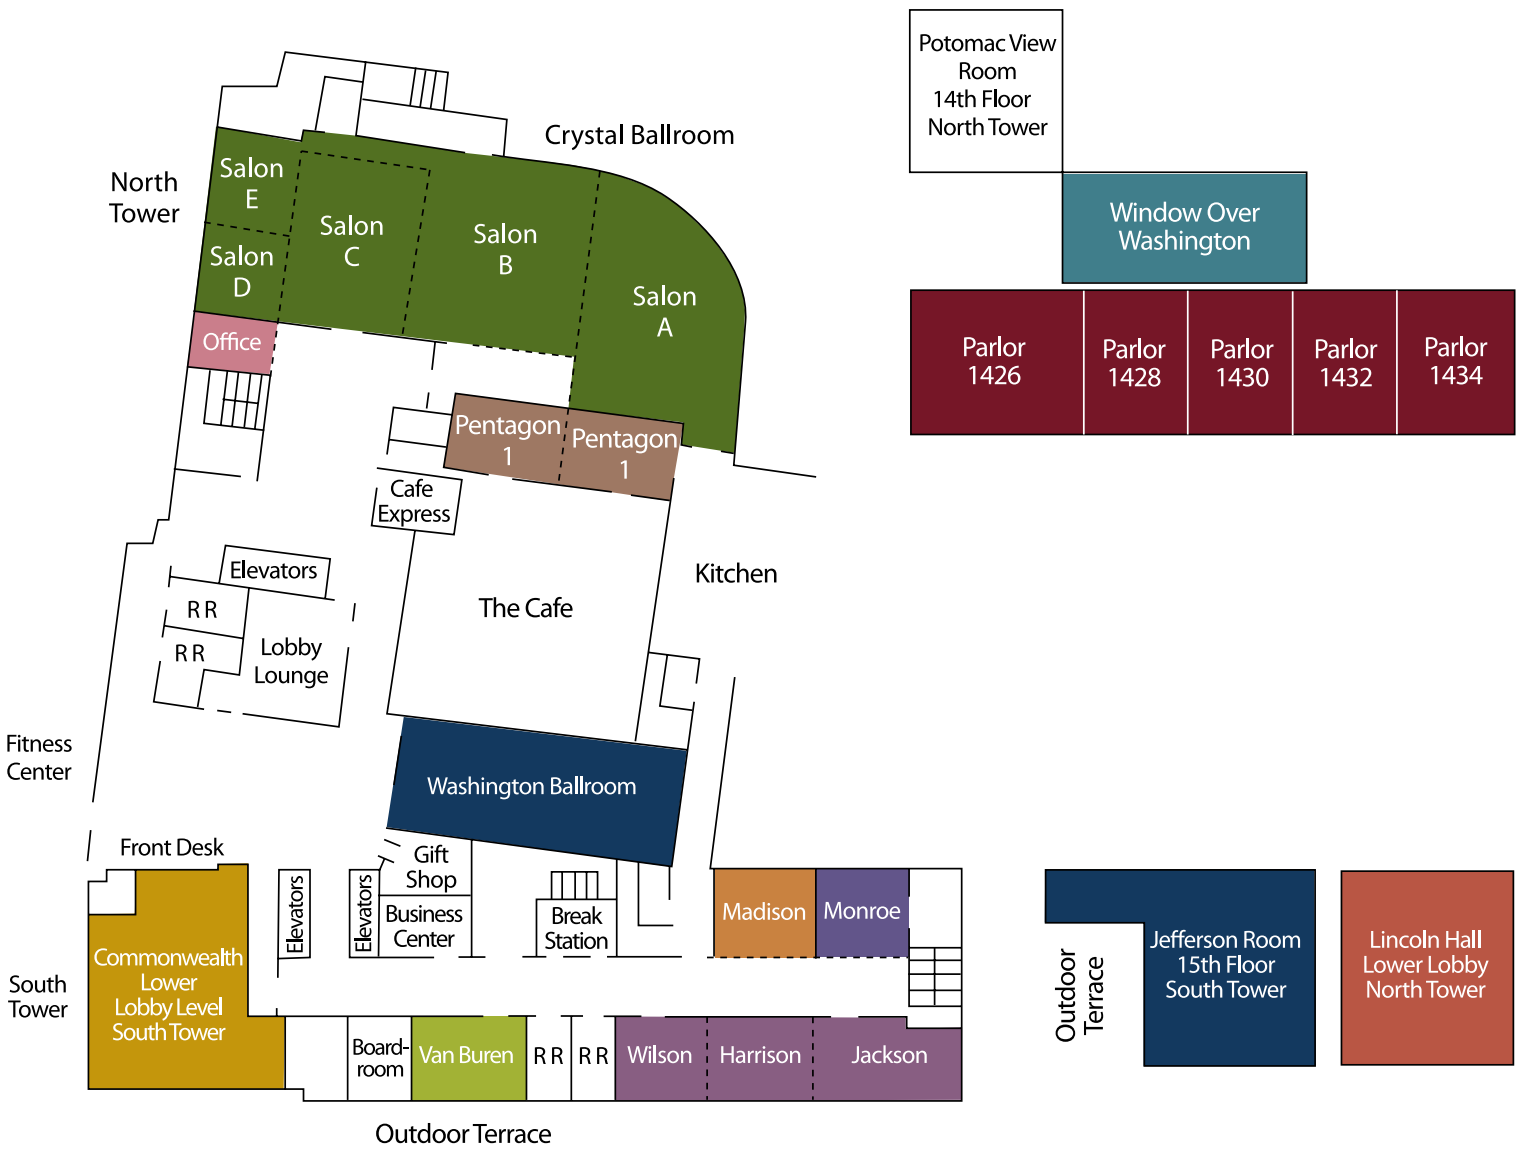 Potomac View
Room
14th Floor
North Tower
Crystal Ballroom
North
Tower
Salon
E
Salon
D
Salon
C
Salon
B
Salon
A
Window Over
Washington
Office
Parlor
1426
Parlor
1428
Parlor
1430
Parlor
1432
Parlor
1434
Pentagon
1
Pentagon
1
Cafe
Express
Elevators
R R
R R
Lobby
Lounge
The Cafe
Kitchen
Fitness
Center
Washington Ballroom
Front Desk
Gift
Shop
Elevators
Elevators
Business
Center
Break
Station
Madison
Monroe
Commonwealth
Lower
Lobby Level
South Tower
South
Tower
Board-
room
Van Buren
R R
R R
Wilson
Harrison
Jackson
Outdoor Terrace
Outdoor
Terrace
Jefferson Room
15th Floor
South Tower
Lincoln Hall
Lower Lobby
North Tower